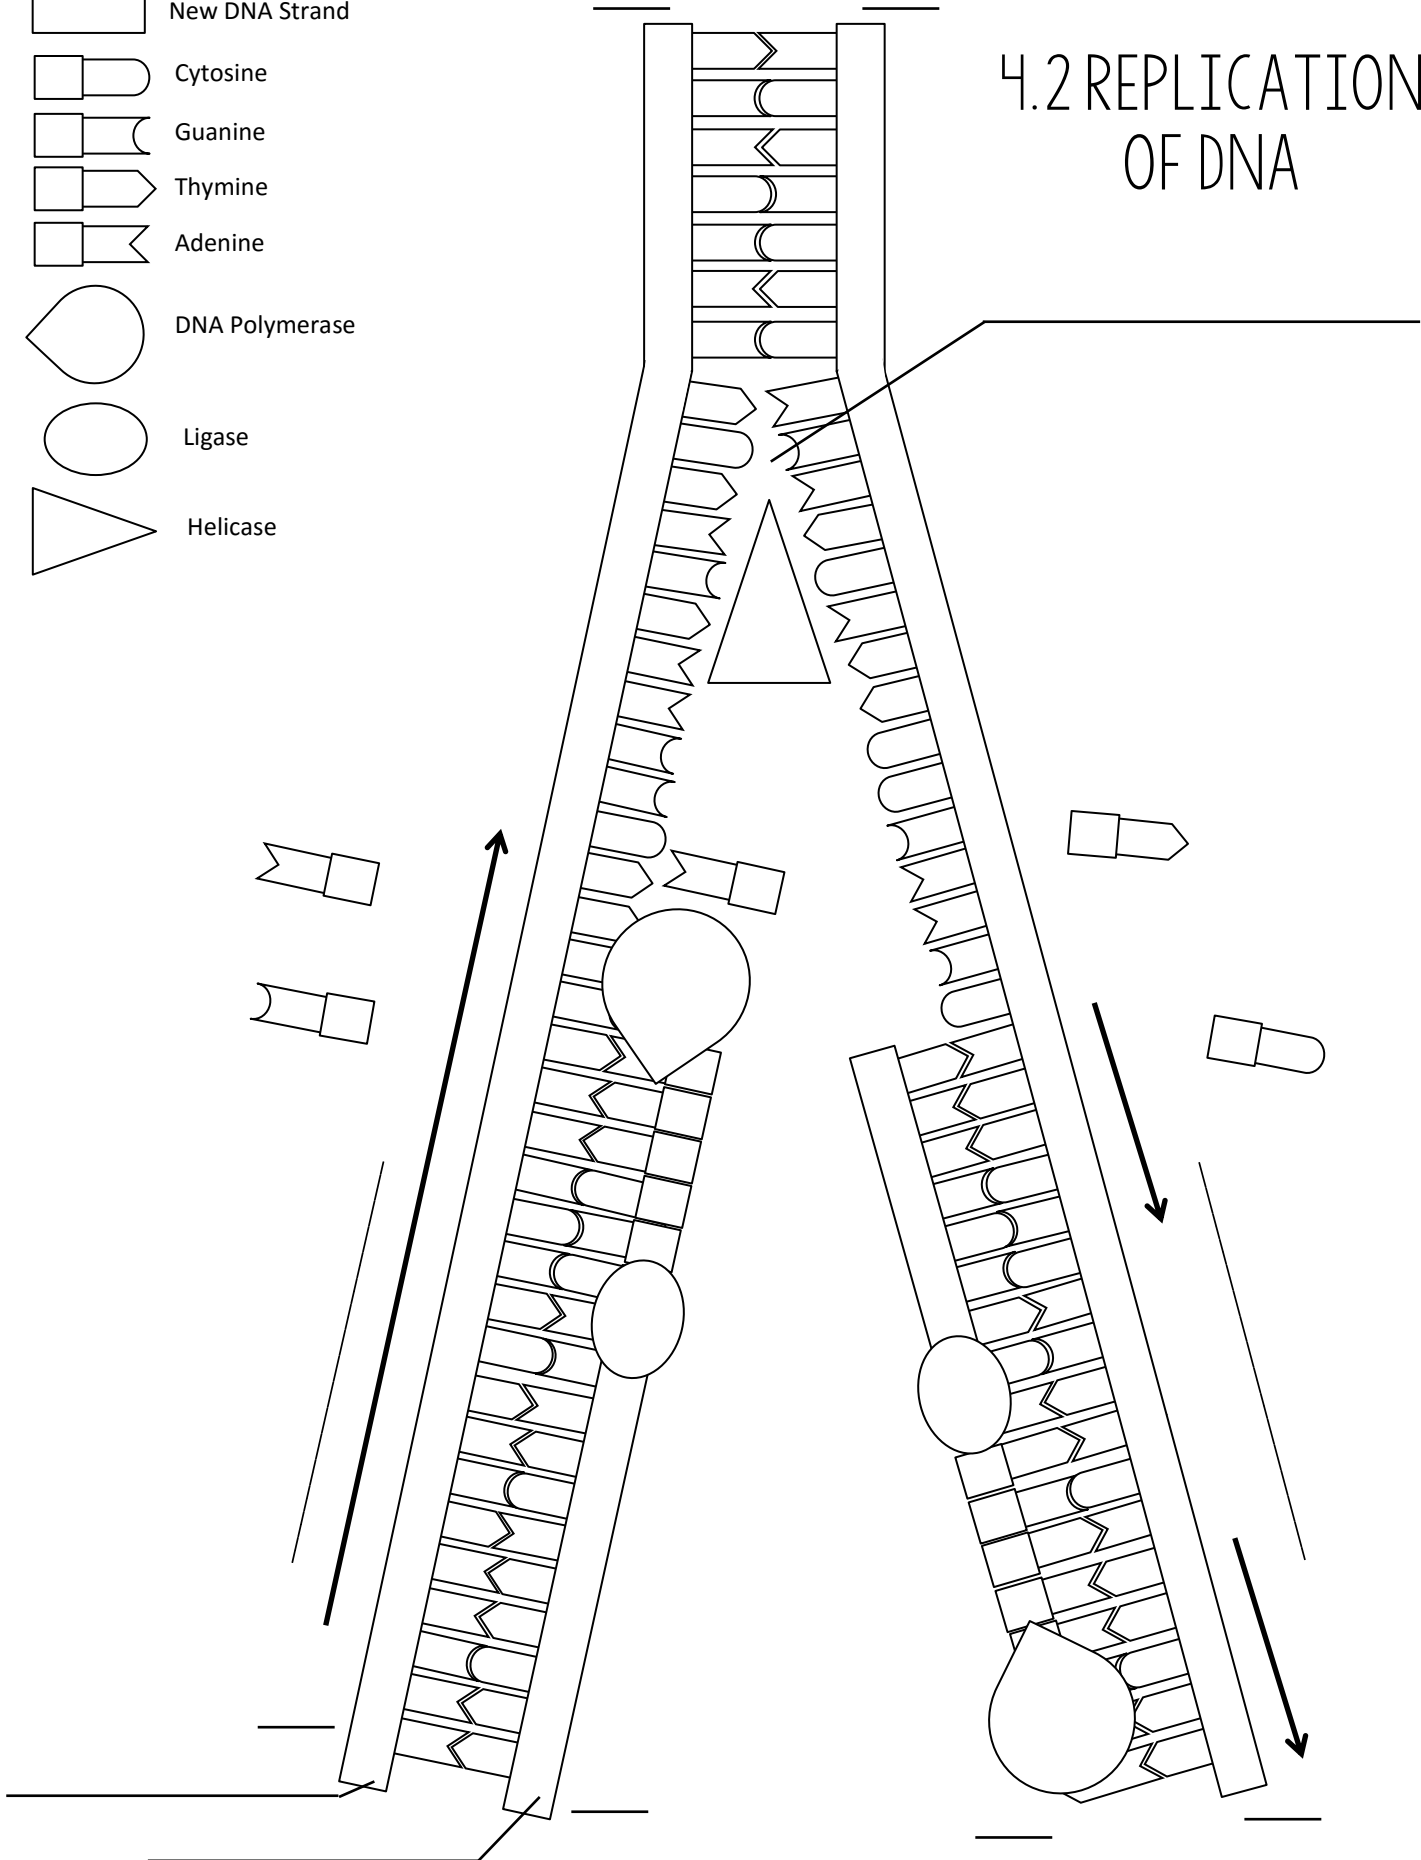 New DNA Strand
Cytosine
Guanine
Thymine
Adenine
DNA Polymerase
Ligase
Helicase
4.2 REPLICATION
OF DNA